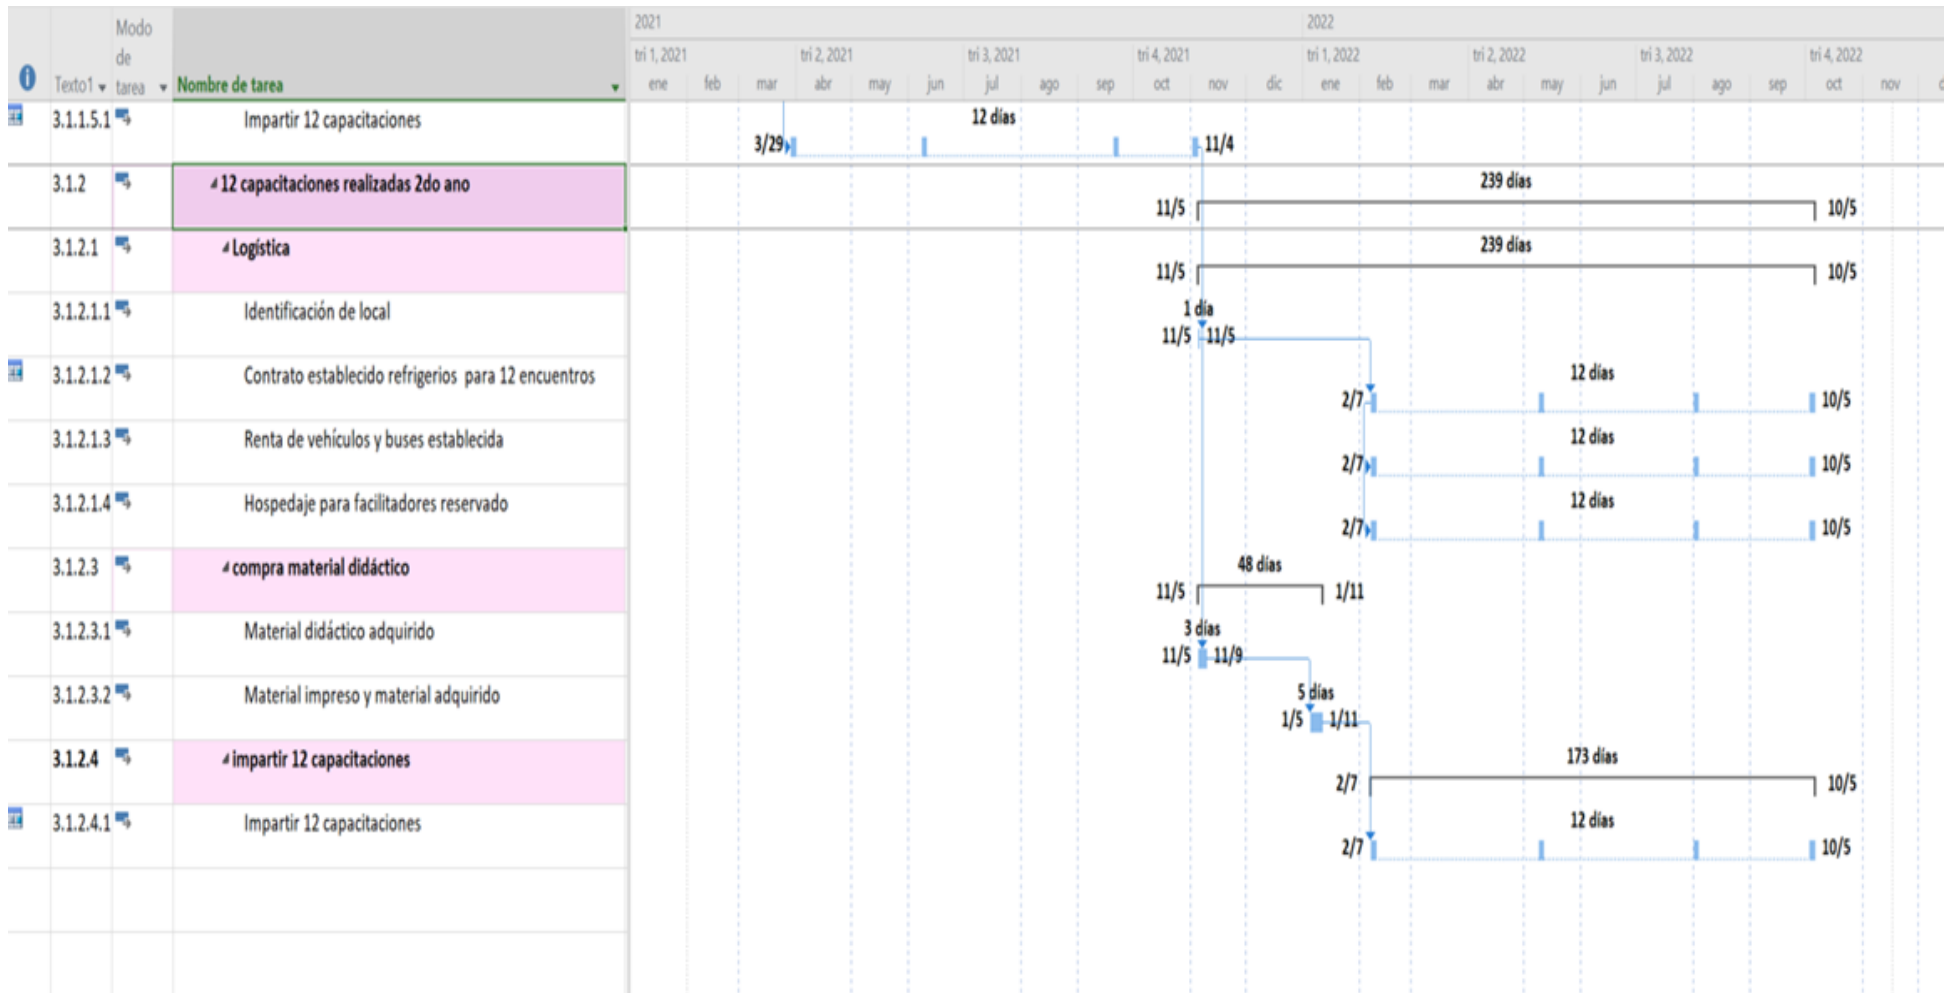 2021 2022
tri 1, 2021 tri 2, 2021 tri 3, 2021 tri 4, 2021 tri 1, 2022 tri 2, 2022 tri 3, 2022 tri 4, 2022
Texto1 Modo de tarea Nombre de tarea
ene feb mar abr may jun jul ago sep oct nov dic ene feb mar abr may jun jul ago sep oct nov d
3.1.1.5.1 Impartir 12 capacitaciones 12 días
3/29 11/4
3.1.2 12 capacitaciones realizadas 2do ano 239 días
11/5 10/5
3.1.2.1 Logística 239 días
11/5 10/5
3.1.2.1.1 Identificación de local 1 día
11/5 11/5
3.1.2.1.2 Contrato establecido refrigerios para 12 encuentros 12 días
2/7 10/5
3.1.2.1.3 Renta de vehículos y buses establecida 12 días
2/7 10/5
3.1.2.1.4 Hospedaje para facilitadores reservado 12 días
2/7 10/5
3.1.2.3 compra material didáctico 48 días
11/5 1/11
3.1.2.3.1 Material didáctico adquirido 3 días
11/5 11/9
3.1.2.3.2 Material impreso y material adquirido 5 días
1/5 1/11
3.1.2.4 impartir 12 capacitaciones 173 días
2/7 10/5
3.1.2.4.1 Impartir 12 capacitaciones 12 días
2/7 10/5